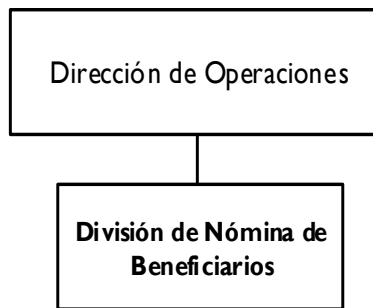 Dirección de Operaciones
División de Nómina de
Beneficiarios